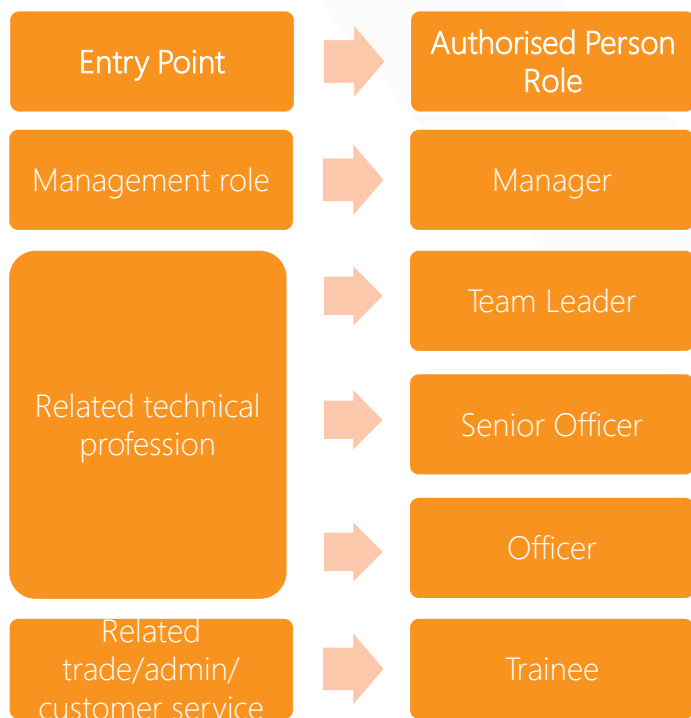 Entry Point
Authorised Person
Role
Management role
Manager
Related technical
profession
Team Leader
Senior Officer
Officer
Related
trade/admin/
customer service
Trainee